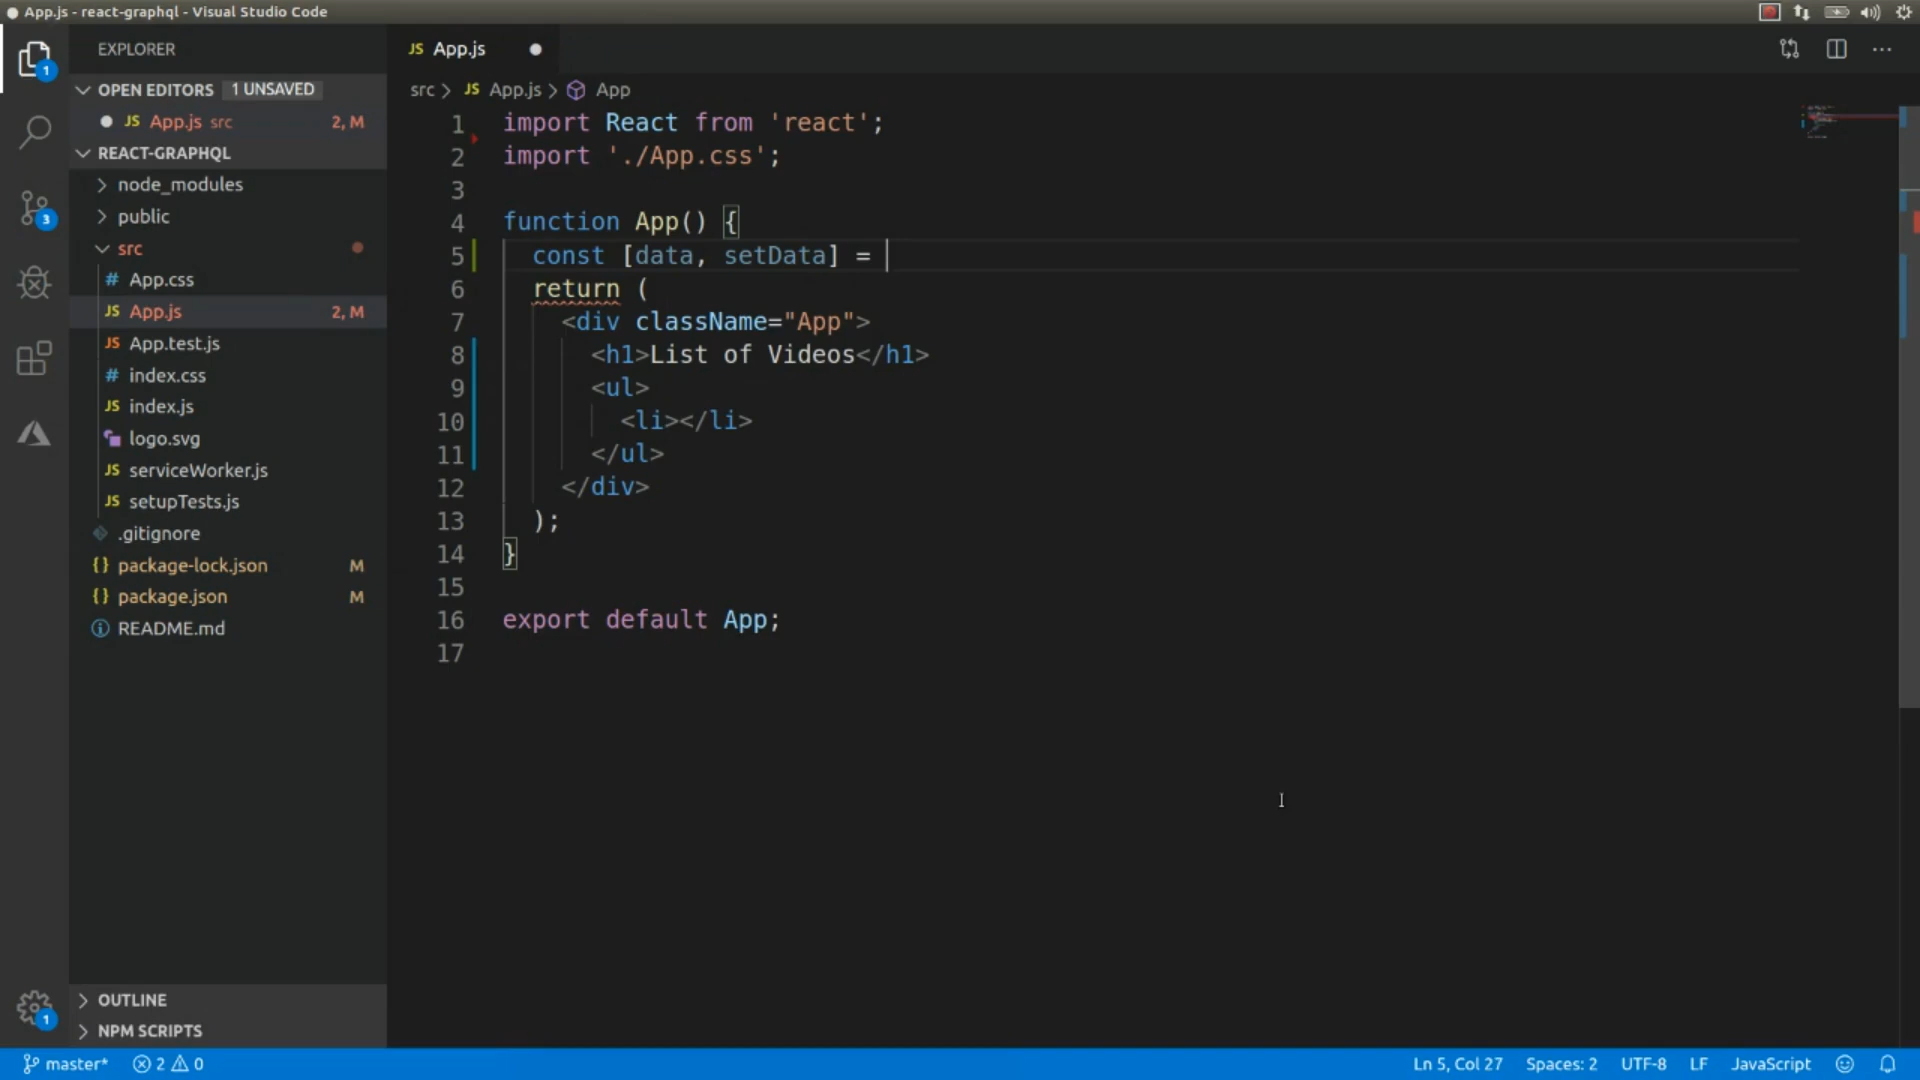 App.js - react-graphql - Visual Studio Code
EXPLORER
OPEN EDITORS 1 UNSAVED
JS App.js src 2, M
REACT-GRAPHQL
node_modules
public
src
# App.css
JS App.js 2, M
JS App.test.js
# index.css
JS index.js
logo.svg
JS serviceWorker.js
JS setupTests.js
.gitignore
{} package-lock.json M
{} package.json M
README.md
OUTLINE
NPM SCRIPTS
1
3
1
JS App.js
src > JS App.js > App
1 import React from 'react';
2 import './App.css';
3
4 function App() {
5 const [data, setData] =
6 return (
7 <div className="App">
8 <h1>List of Videos</h1>
9 <ul>
10 <li></li>
11 </ul>
12 </div>
13 );
14 }
15
16 export default App;
17
master* 2 0 Ln 5, Col 27 Spaces: 2 UTF-8 LF JavaScript